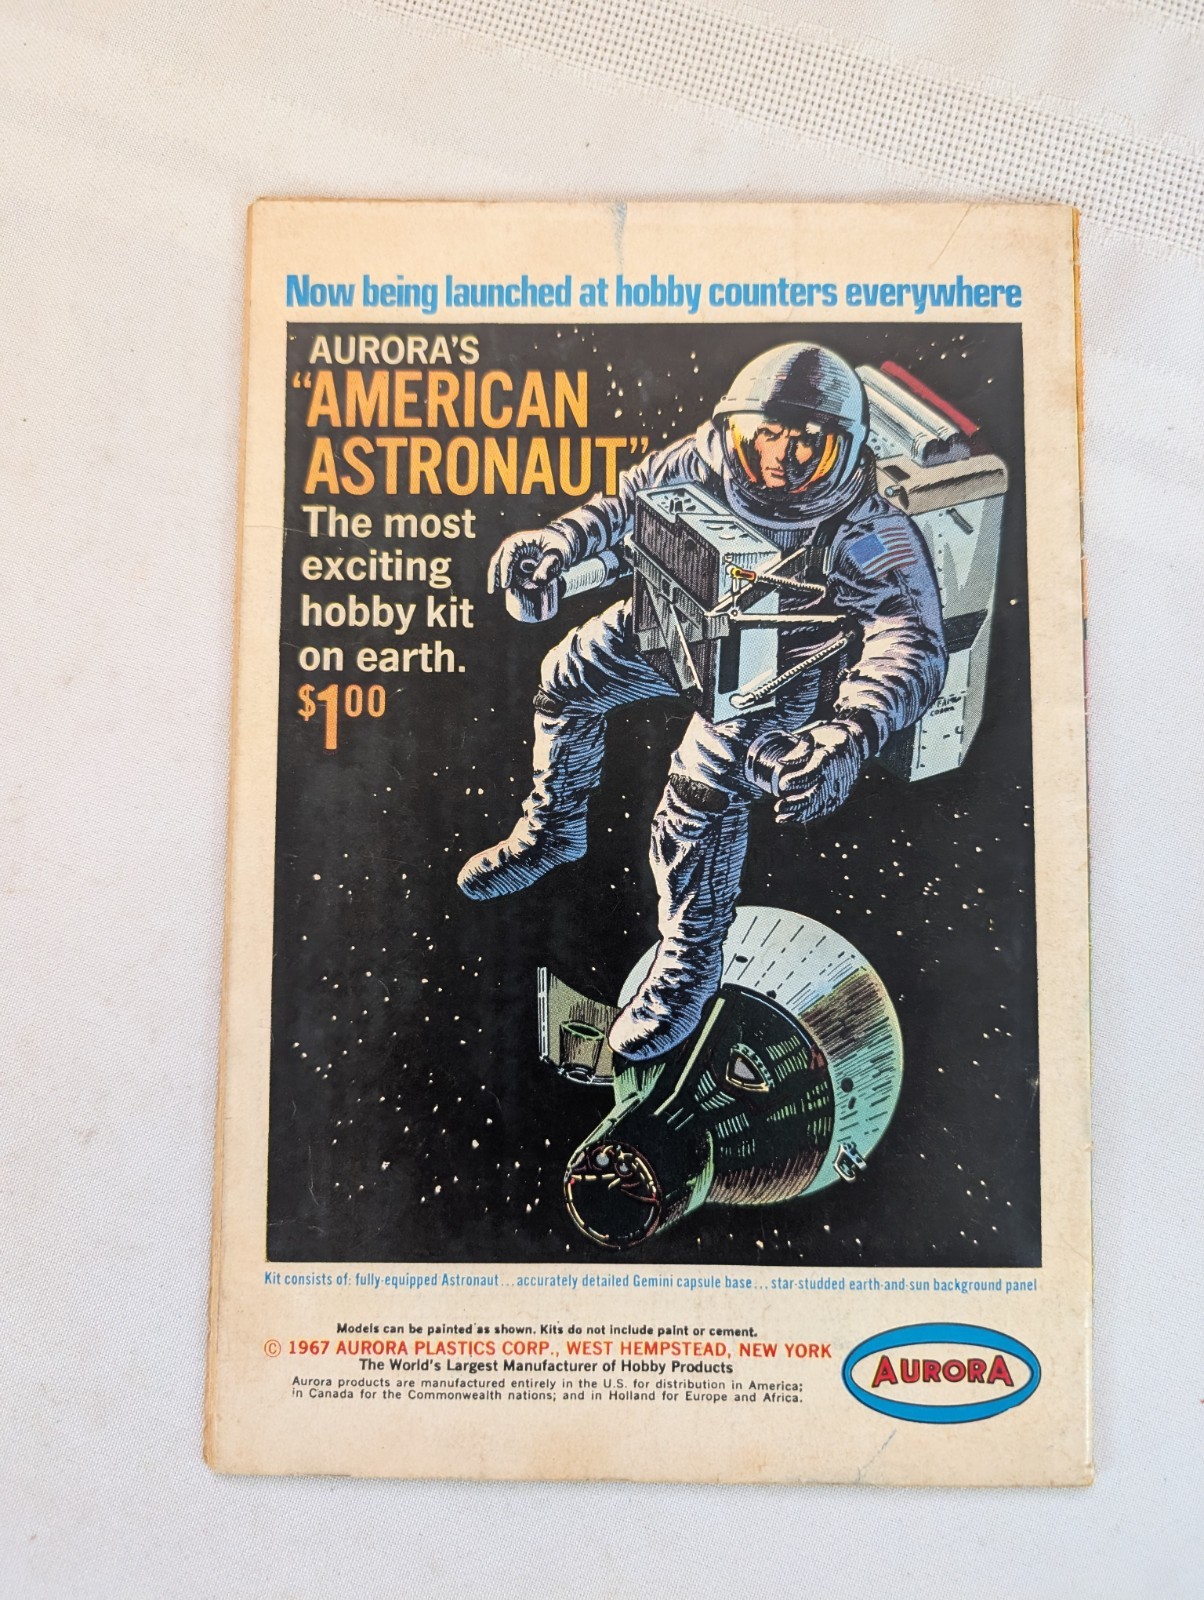 Now being launched at hobby counters everywhere
AURORA'S
"AMERICAN
ASTRONAUT"
The most
exciting
hobby kit
on earth.
$1.00
Kit consists of: fully-equipped Astronaut...accurately detailed Gemini capsule base...star-studded earth-and-sun background panel
Models can be painted as shown. Kits do not include paint or cement.
© 1967 AURORA PLASTICS CORP., WEST HEMPSTEAD, NEW YORK
The World's Largest Manufacturer of Hobby Products
Aurora products are manufactured entirely in the U.S. for distribution in America;
in Canada for the Commonwealth nations; and in Holland for Europe and Africa.
AURORA